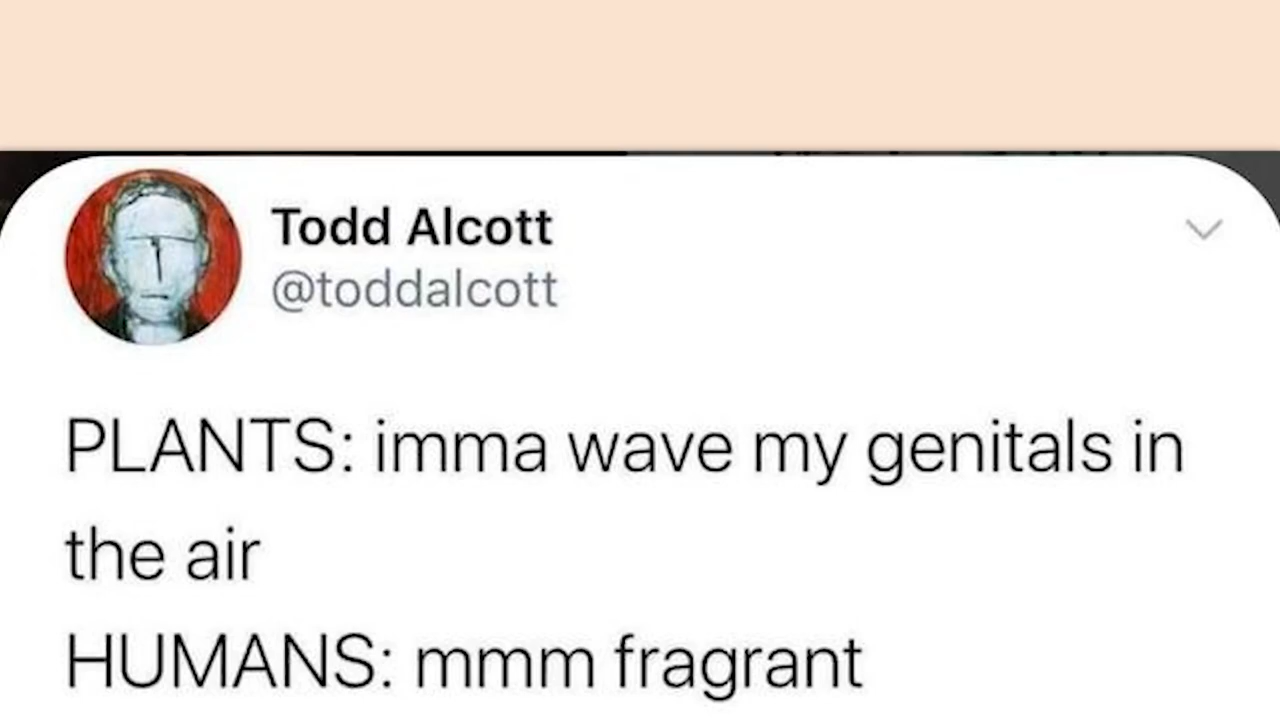 Todd Alcott
@toddalcott
PLANTS: imma wave my genitals in
the air
HUMANS: mmm fragrant